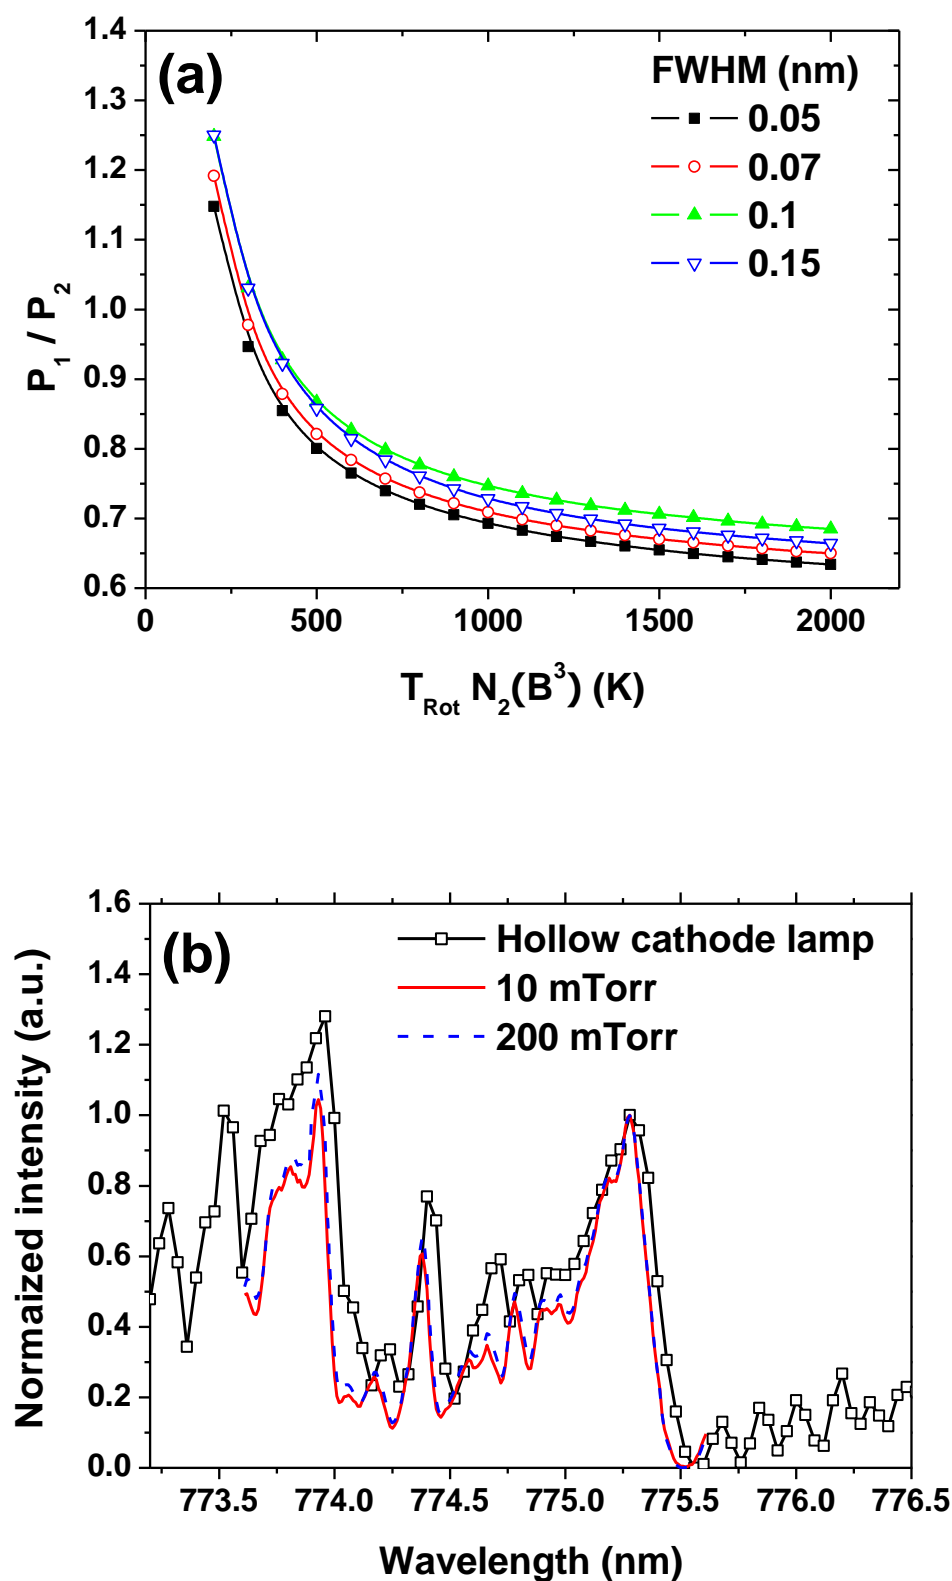 1.4
1.3
1.2
1.1
1.0
0.9
0.8
0.7
0.6
P1 / P2
(a)
FWHM (nm)
0.05
0.07
0.1
0.15
0 500 1000 1500 2000
TRot N2(B3) (K)
1.6
1.4
1.2
1.0
0.8
0.6
0.4
0.2
0.0
Normaized intensity (a.u.)
(b)
Hollow cathode lamp
10 mTorr
200 mTorr
773.5 774.0 774.5 775.0 775.5 776.0 776.5
Wavelength (nm)